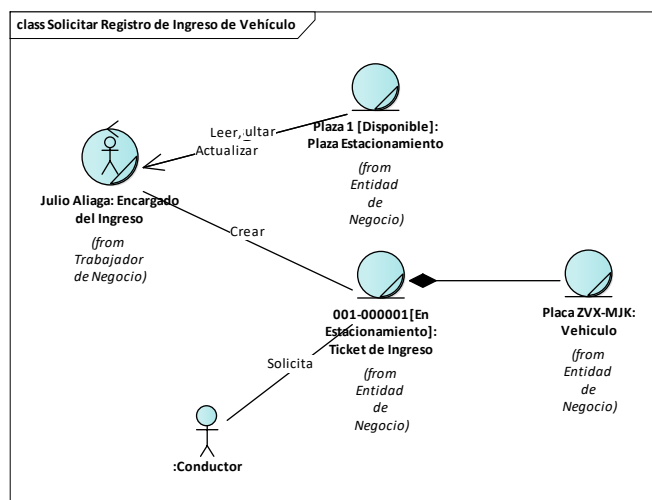 class Solicitar Registro de Ingreso de Vehículo
Leer,
ultar
Actualizar
Plaza 1 [Disponible]:
Plaza Estacionamiento
(from
Entidad
de
Negocio)
Julio Aliaga: Encargado
del Ingreso
(from
Trabajador
de Negocio)
Crear
001-000001[En
Estacionamiento]:
Ticket de Ingreso
(from
Entidad
de
Negocio)
Placa ZVX-MJK:
Vehiculo
(from
Entidad
de
Negocio)
Solicita
:Conductor